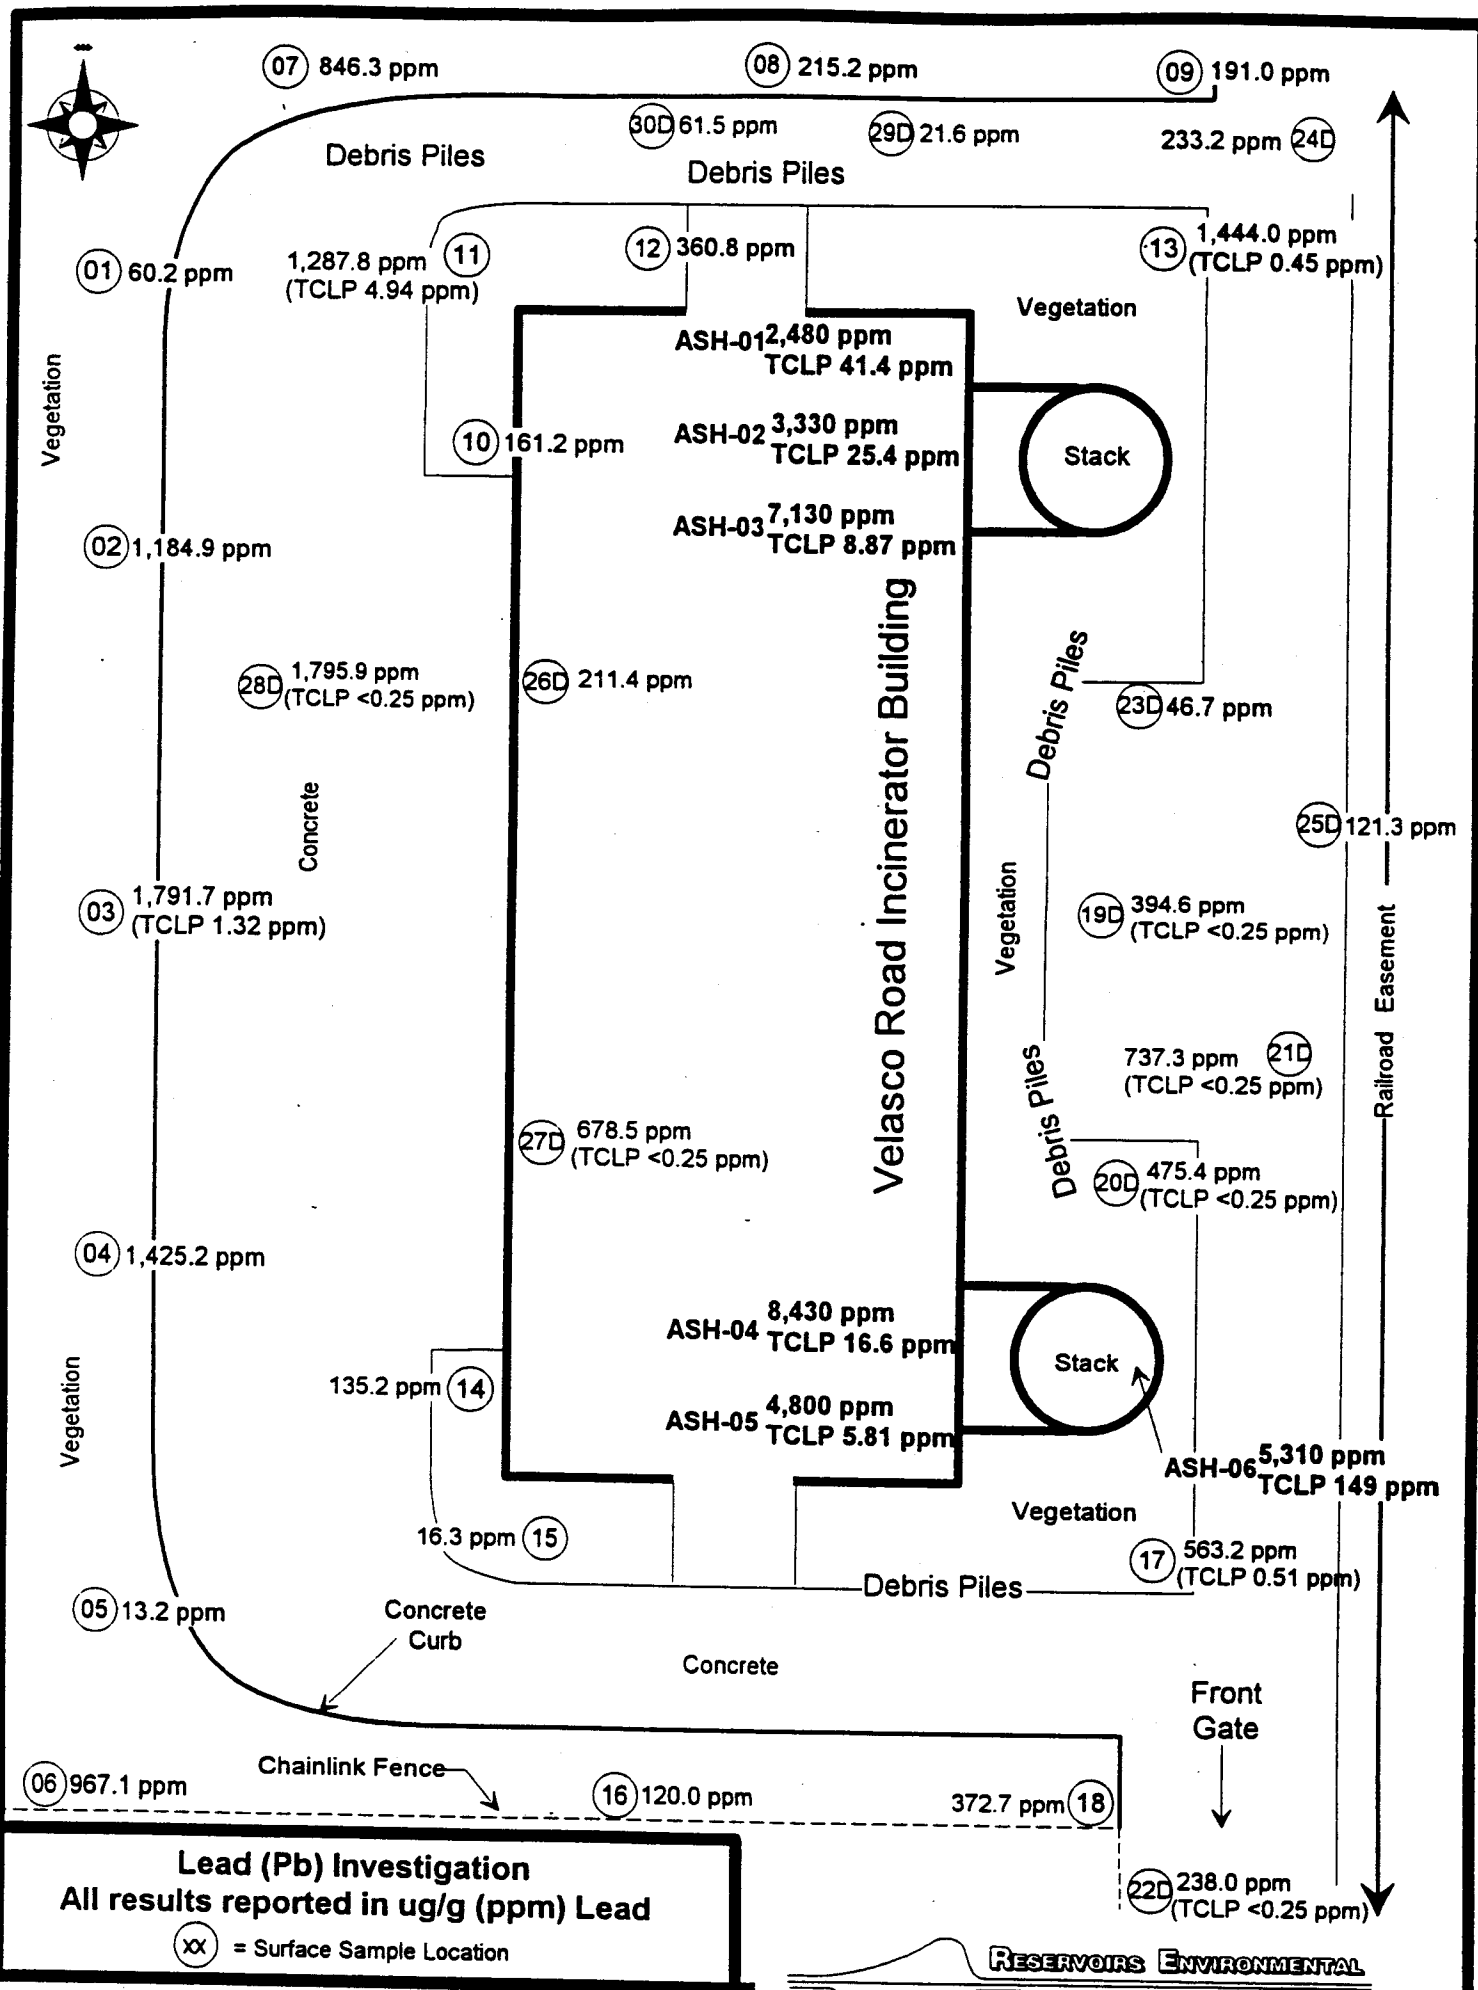 07 846.3 ppm
08 215.2 ppm
09 191.0 ppm
30D 61.5 ppm
29D 21.6 ppm
233.2 ppm 24D
Debris Piles
Debris Piles
01 60.2 ppm
1,287.8 ppm 11
(TCLP 4.94 ppm)
12 360.8 ppm
13 1,444.0 ppm
(TCLP 0.45 ppm)
Vegetation
ASH-01 2,480 ppm
TCLP 41.4 ppm
Vegetation
10 161.2 ppm
ASH-02 3,330 ppm
TCLP 25.4 ppm
Stack
ASH-03 7,130 ppm
TCLP 8.87 ppm
02 1,184.9 ppm
28D 1,795.9 ppm
(TCLP <0.25 ppm)
26D 211.4 ppm
Velasco Road Incinerator Building
Debris Piles
23D 46.7 ppm
Concrete
25D 121.3 ppm
03 1,791.7 ppm
(TCLP 1.32 ppm)
Vegetation
19D 394.6 ppm
(TCLP <0.25 ppm)
Railroad Easement
737.3 ppm 21D
(TCLP <0.25 ppm)
Debris Piles
27D 678.5 ppm
(TCLP <0.25 ppm)
20D 475.4 ppm
(TCLP <0.25 ppm)
04 1,425.2 ppm
ASH-04 8,430 ppm
TCLP 16.6 ppm
Stack
135.2 ppm 14
Vegetation
ASH-05 4,800 ppm
TCLP 5.81 ppm
ASH-06 5,310 ppm
TCLP 149 ppm
Vegetation
16.3 ppm 15
17 563.2 ppm
(TCLP 0.51 ppm)
Debris Piles
05 13.2 ppm
Concrete
Curb
Concrete
Front
Gate
Chainlink Fence
06 967.1 ppm
16 120.0 ppm
372.7 ppm 18
Lead (Pb) Investigation
All results reported in ug/g (ppm) Lead
XX = Surface Sample Location
22D 238.0 ppm
(TCLP <0.25 ppm)
RESERVOIRS ENVIRONMENTAL